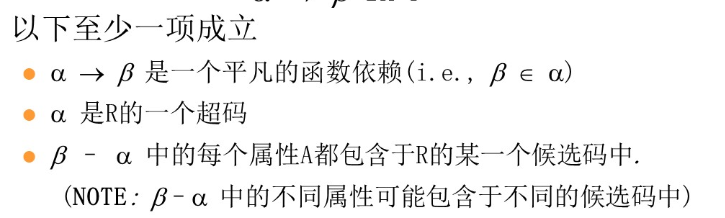 以下至少一项成立
α → β 是一个平凡的函数依赖(i.e., β ∈ α)
α 是R的一个超码
β - α 中的每个属性A都包含于R的某一个候选码中.
(NOTE: β-α 中的不同属性可能包含于不同的候选码中)